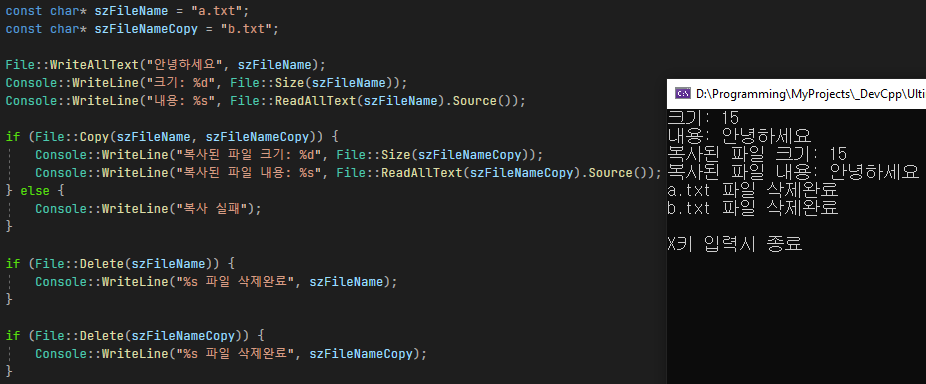 const char* szFileName = "a.txt";
const char* szFileNameCopy = "b.txt";
File::WriteAllText("안녕하세요", szFileName);
Console::WriteLine("크기: %d", File::Size(szFileName));
Console::WriteLine("내용: %s", File::ReadAllText(szFileName).Source());
if (File::Copy(szFileName, szFileNameCopy)) {
Console::WriteLine("복사된 파일 크기: %d", File::Size(szFileNameCopy));
Console::WriteLine("복사된 파일 내용: %s", File::ReadAllText(szFileNameCopy).Source());
} else {
Console::WriteLine("복사 실패");
}
if (File::Delete(szFileName)) {
Console::WriteLine("%s 파일 삭제완료", szFileName);
}
if (File::Delete(szFileNameCopy)) {
Console::WriteLine("%s 파일 삭제완료", szFileNameCopy);
}
D:\Programming\MyProjects\_DevCpp\Ulti
크기: 15
내용: 안녕하세요
복사된 파일 크기: 15
복사된 파일 내용: 안녕하세요
a.txt 파일 삭제완료
b.txt 파일 삭제완료
X키 입력시 종료